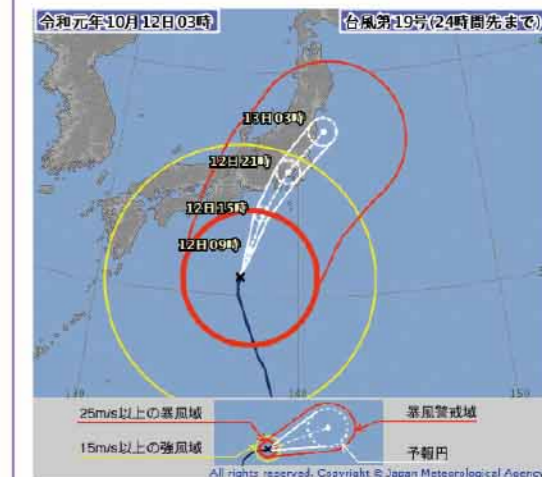 令和元年10月12日03時
台風第19号(24時間先まで)
13日03時
12日21時
12日15時
12日09時
130
140
150
25m/s以上の暴風域
暴風警戒域
15m/s以上の強風域
予報円
All rights reserved. Copyright © Japan Meteorological Agency